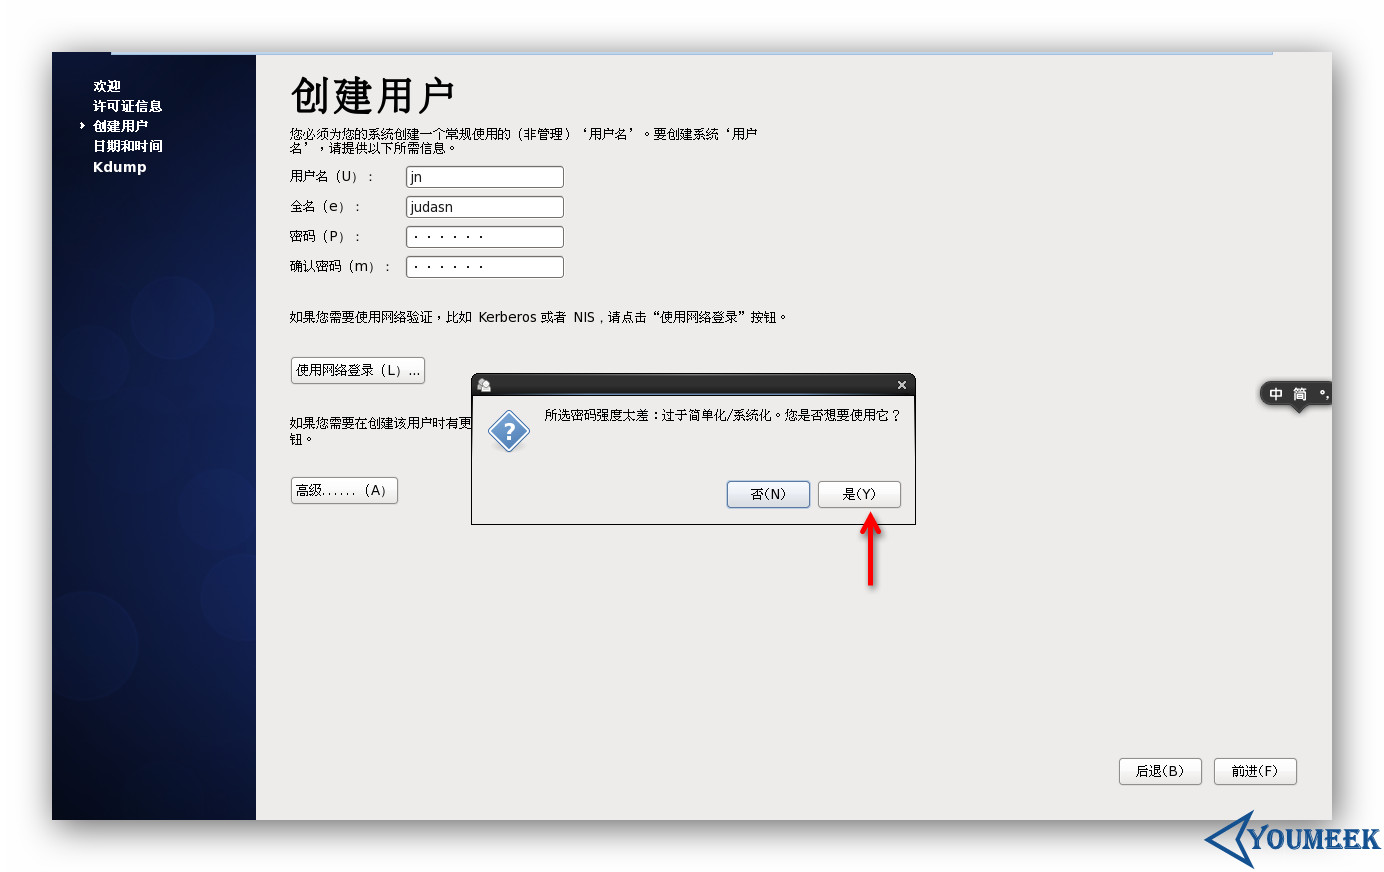 欢迎
许可证信息
创建用户
日期和时间
Kdump
创建用户
您必须为您的系统创建一个常规使用的（非管理）‘用户名’。要创建系统‘用户
名’，请提供以下所需信息。
用户名（U）： jn
全名（e）： judasn
密码（P）： ······
确认密码（m）： ······
如果您需要使用网络验证，比如 Kerberos 或者 NIS，请点击“使用网络登录”按钮。
使用网络登录（L）...
如果您需要在创建该用户时有更
钮。
高级......（A）
所选密码强度太差：过于简单化/系统化。您是否想要使用它？
否(N)
是(Y)
中 简 °,
后退(B)
前进(F)
YOUMEEK